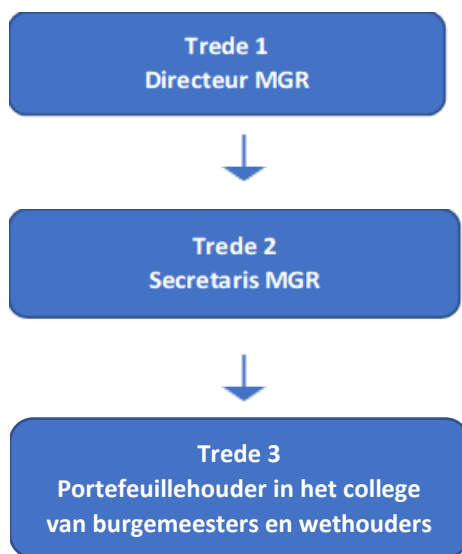 Trede 1
Directeur MGR
Trede 2
Secretaris MGR
Trede 3
Portefeuillehouder in het college
van burgemeesters en wethouders